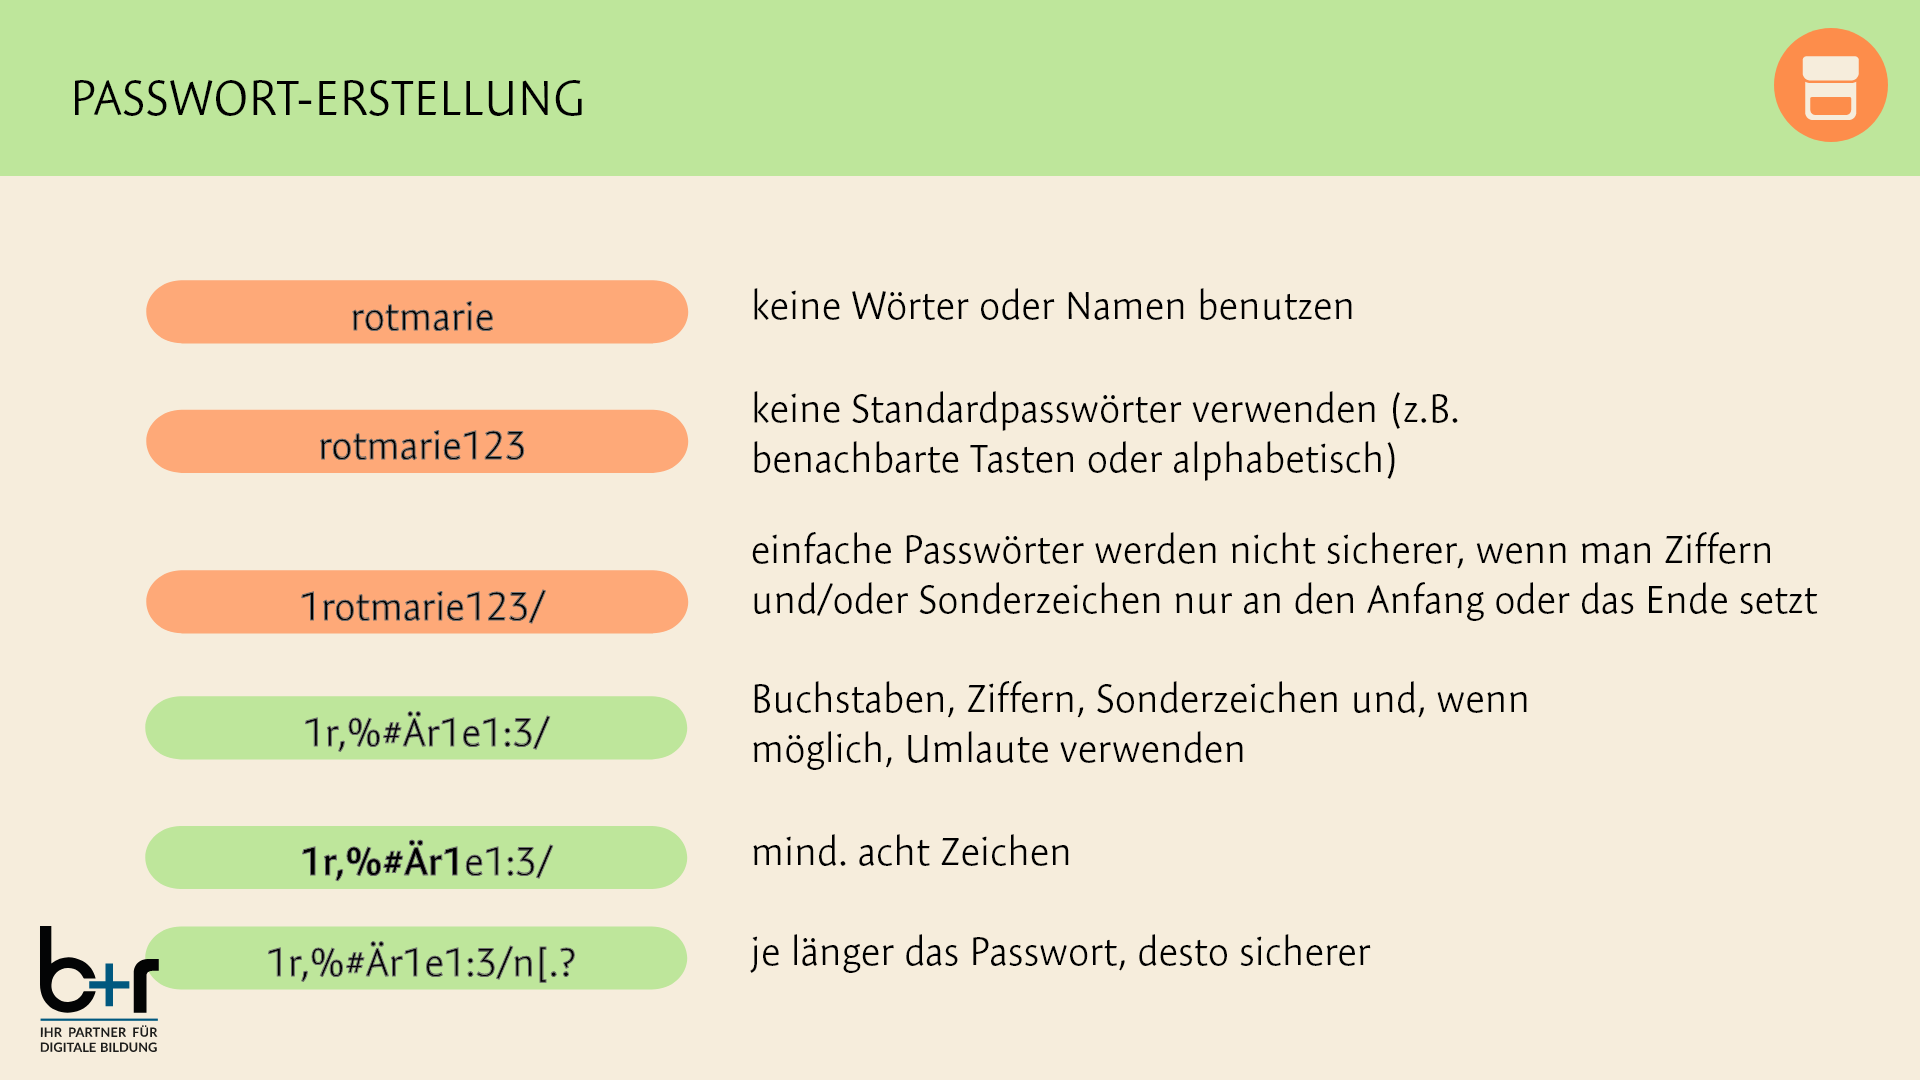 PASSWORT-ERSTELLUNG
rotmarie
keine Wörter oder Namen benutzen
rotmarie123
keine Standardpasswörter verwenden (z.B.
benachbarte Tasten oder alphabetisch)
1rotmarie123/
einfache Passwörter werden nicht sicherer, wenn man Ziffern
und/oder Sonderzeichen nur an den Anfang oder das Ende setzt
1r,%#Är1e1:3/
Buchstaben, Ziffern, Sonderzeichen und, wenn
möglich, Umlaute verwenden
1r,%#Är1e1:3/
mind. acht Zeichen
1r,%#Är1e1:3/n[.?
je länger das Passwort, desto sicherer
b+r
IHR PARTNER FÜR
DIGITALE BILDUNG